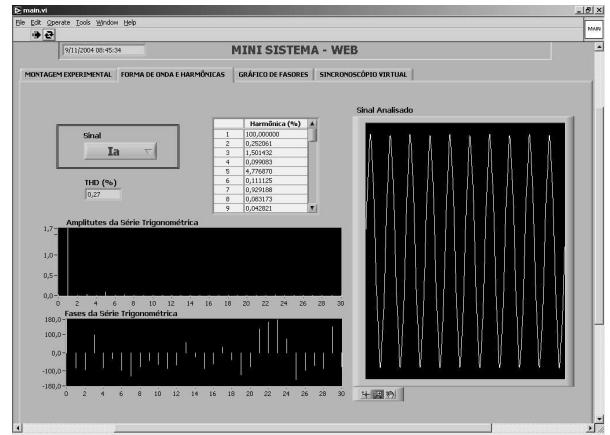 main.vi
File Edit Operate Tools Window Help
MAIN
9/11/2004 08:45:34
MINI SISTEMA - WEB
MONTAGEM EXPERIMENTAL FORMA DE ONDA E HARMÔNICAS GRÁFICO DE FASORES SINCRONOSCÓPIO VIRTUAL
Sinal
Ia
THD (%)
0,27
Harmônica (%)
1 100,000000
2 0,252061
3 1,501432
4 0,099083
5 4,776870
6 0,111125
7 0,929188
8 0,083173
9 0,042821
Sinal Analisado
Amplitutes da Série Trigonométrica
1,7
1,0
0,5
0,0
0 2 4 6 8 10 12 14 16 18 20 22 24 26 28 30
Fases da Série Trigonométrica
180,0
100,0
0,0
-100,0
-180,0
0 2 4 6 8 10 12 14 16 18 20 22 24 26 28 30